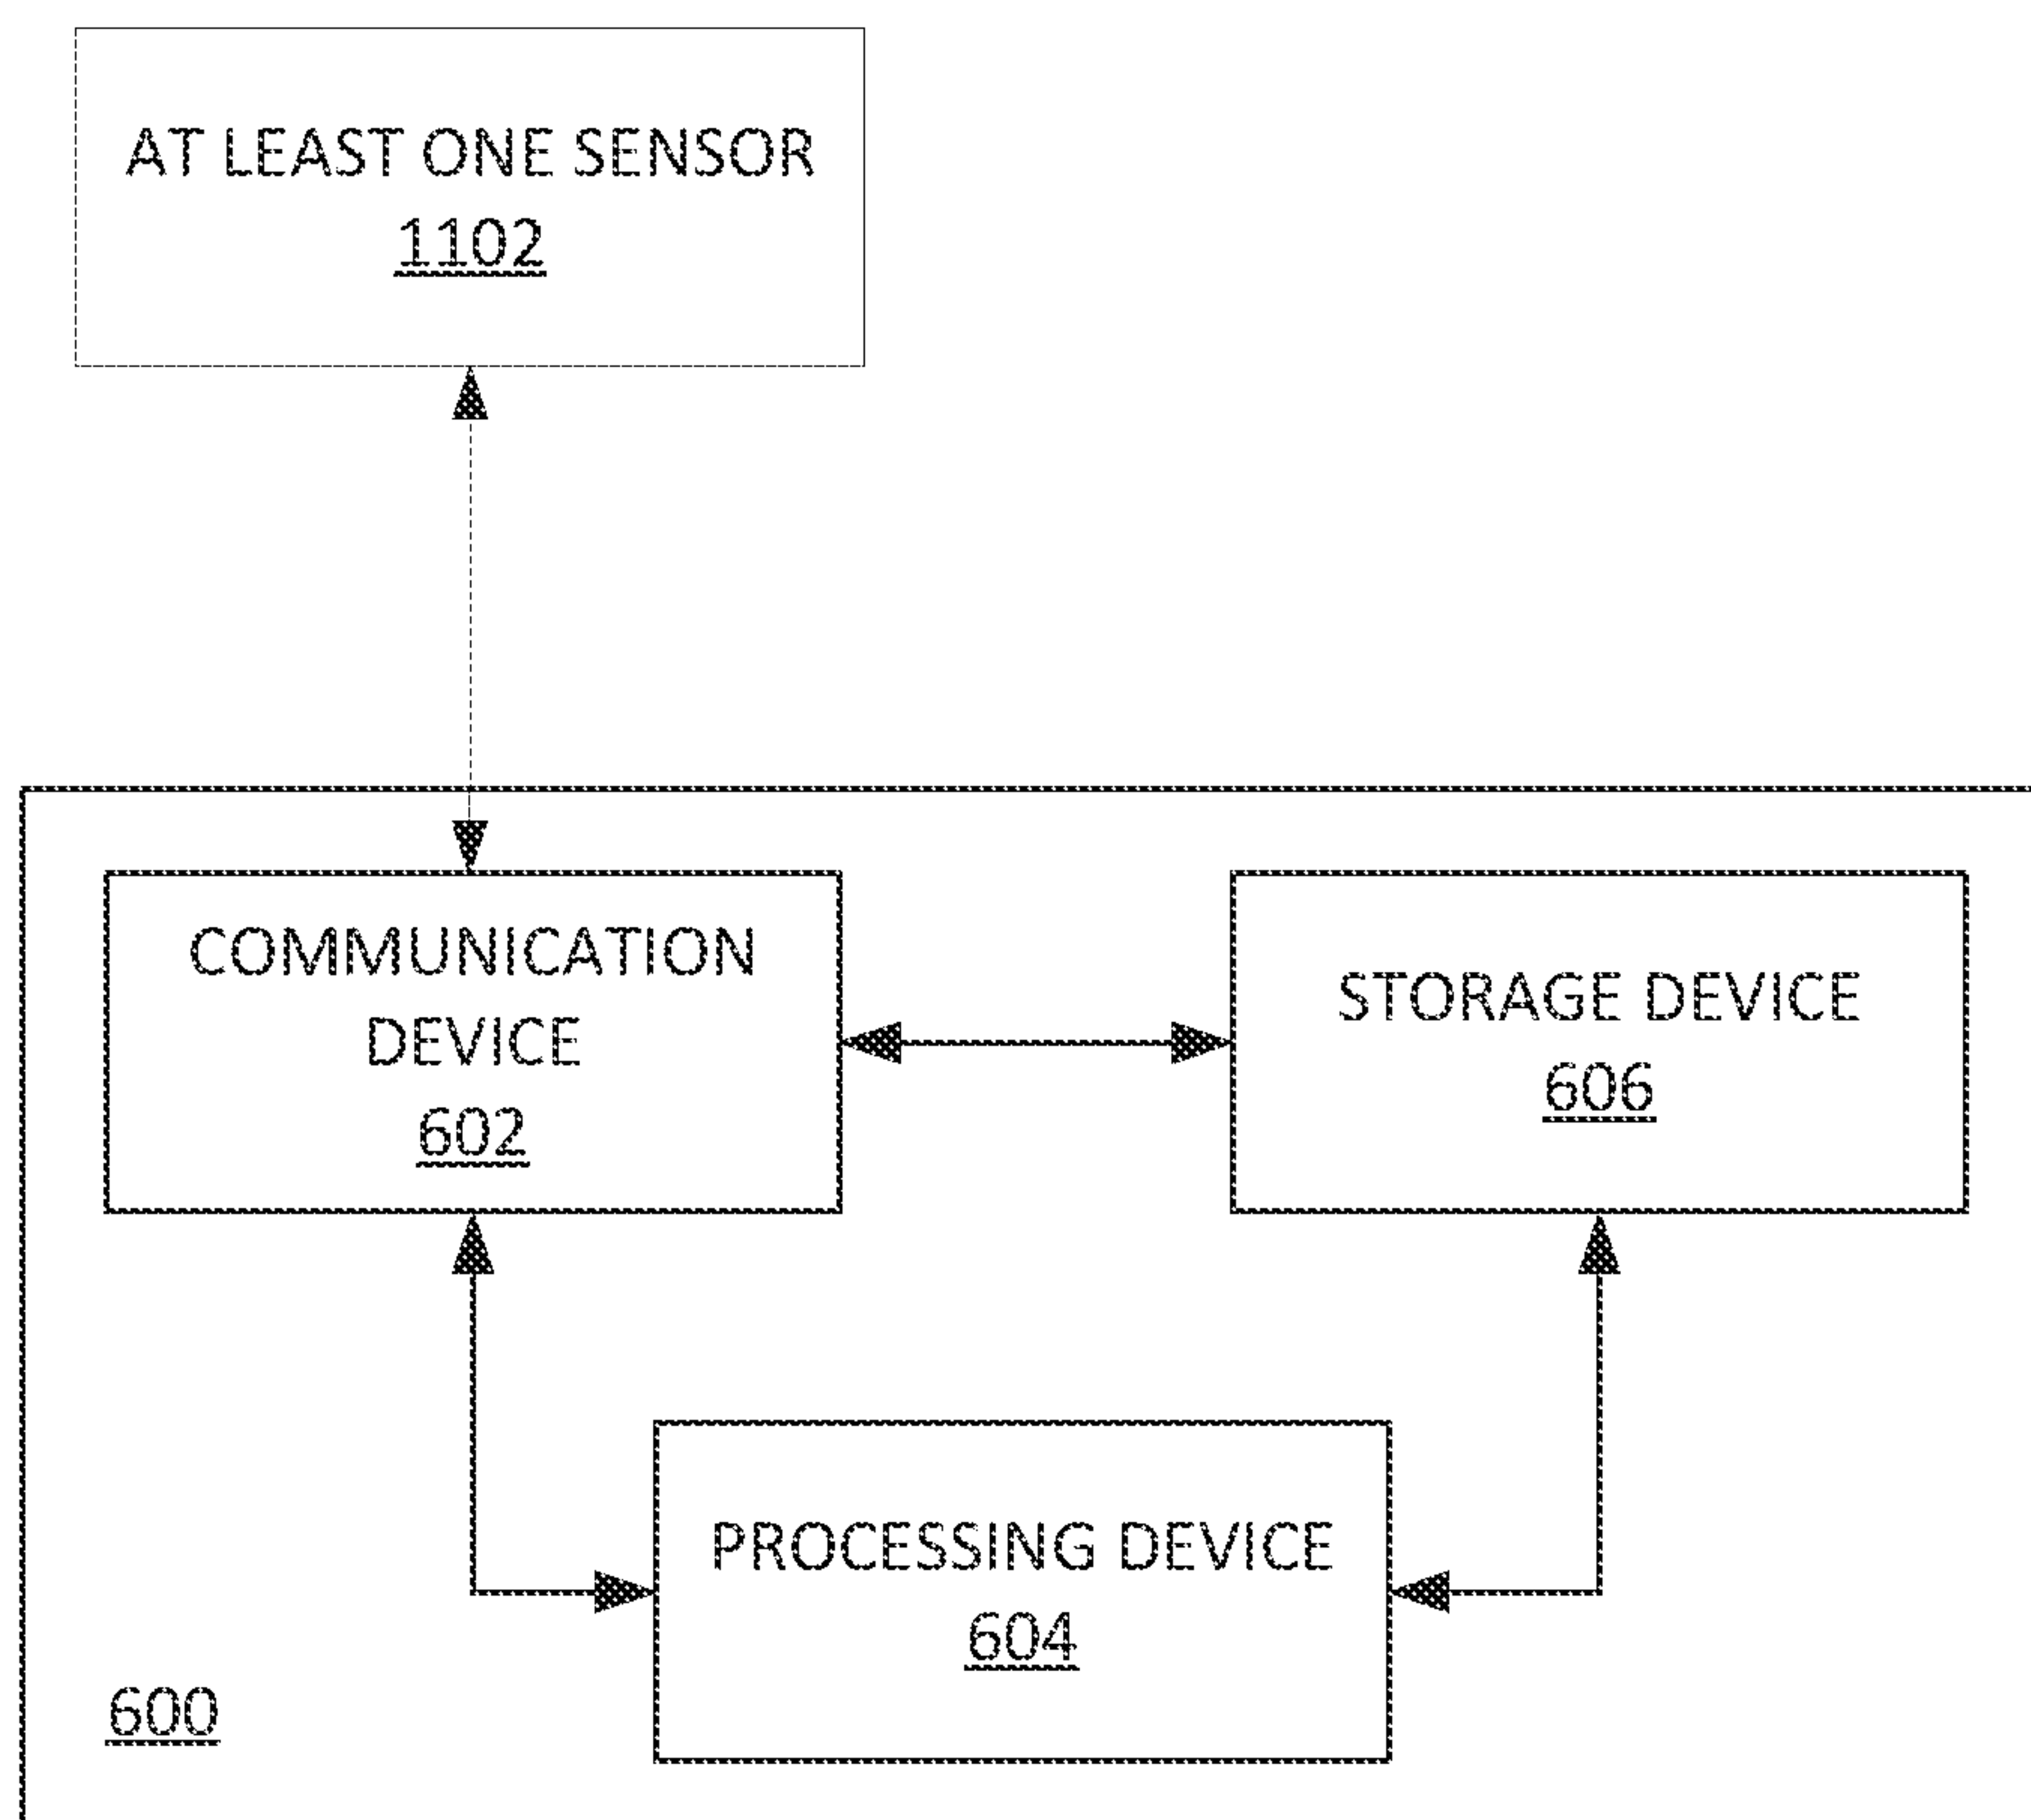 AT LEAST ONE SENSOR
1102
COMMUNICATION
DEVICE
602
STORAGE DEVICE
606
PROCESSING DEVICE
604
600